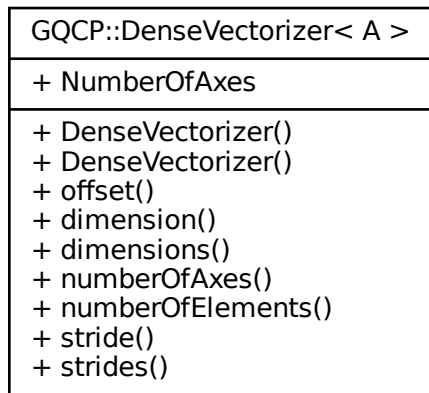 GQCP::DenseVectorizer< A >
+ NumberOfAxes
+ DenseVectorizer()
+ DenseVectorizer()
+ offset()
+ dimension()
+ dimensions()
+ numberOfAxes()
+ numberOfElements()
+ stride()
+ strides()